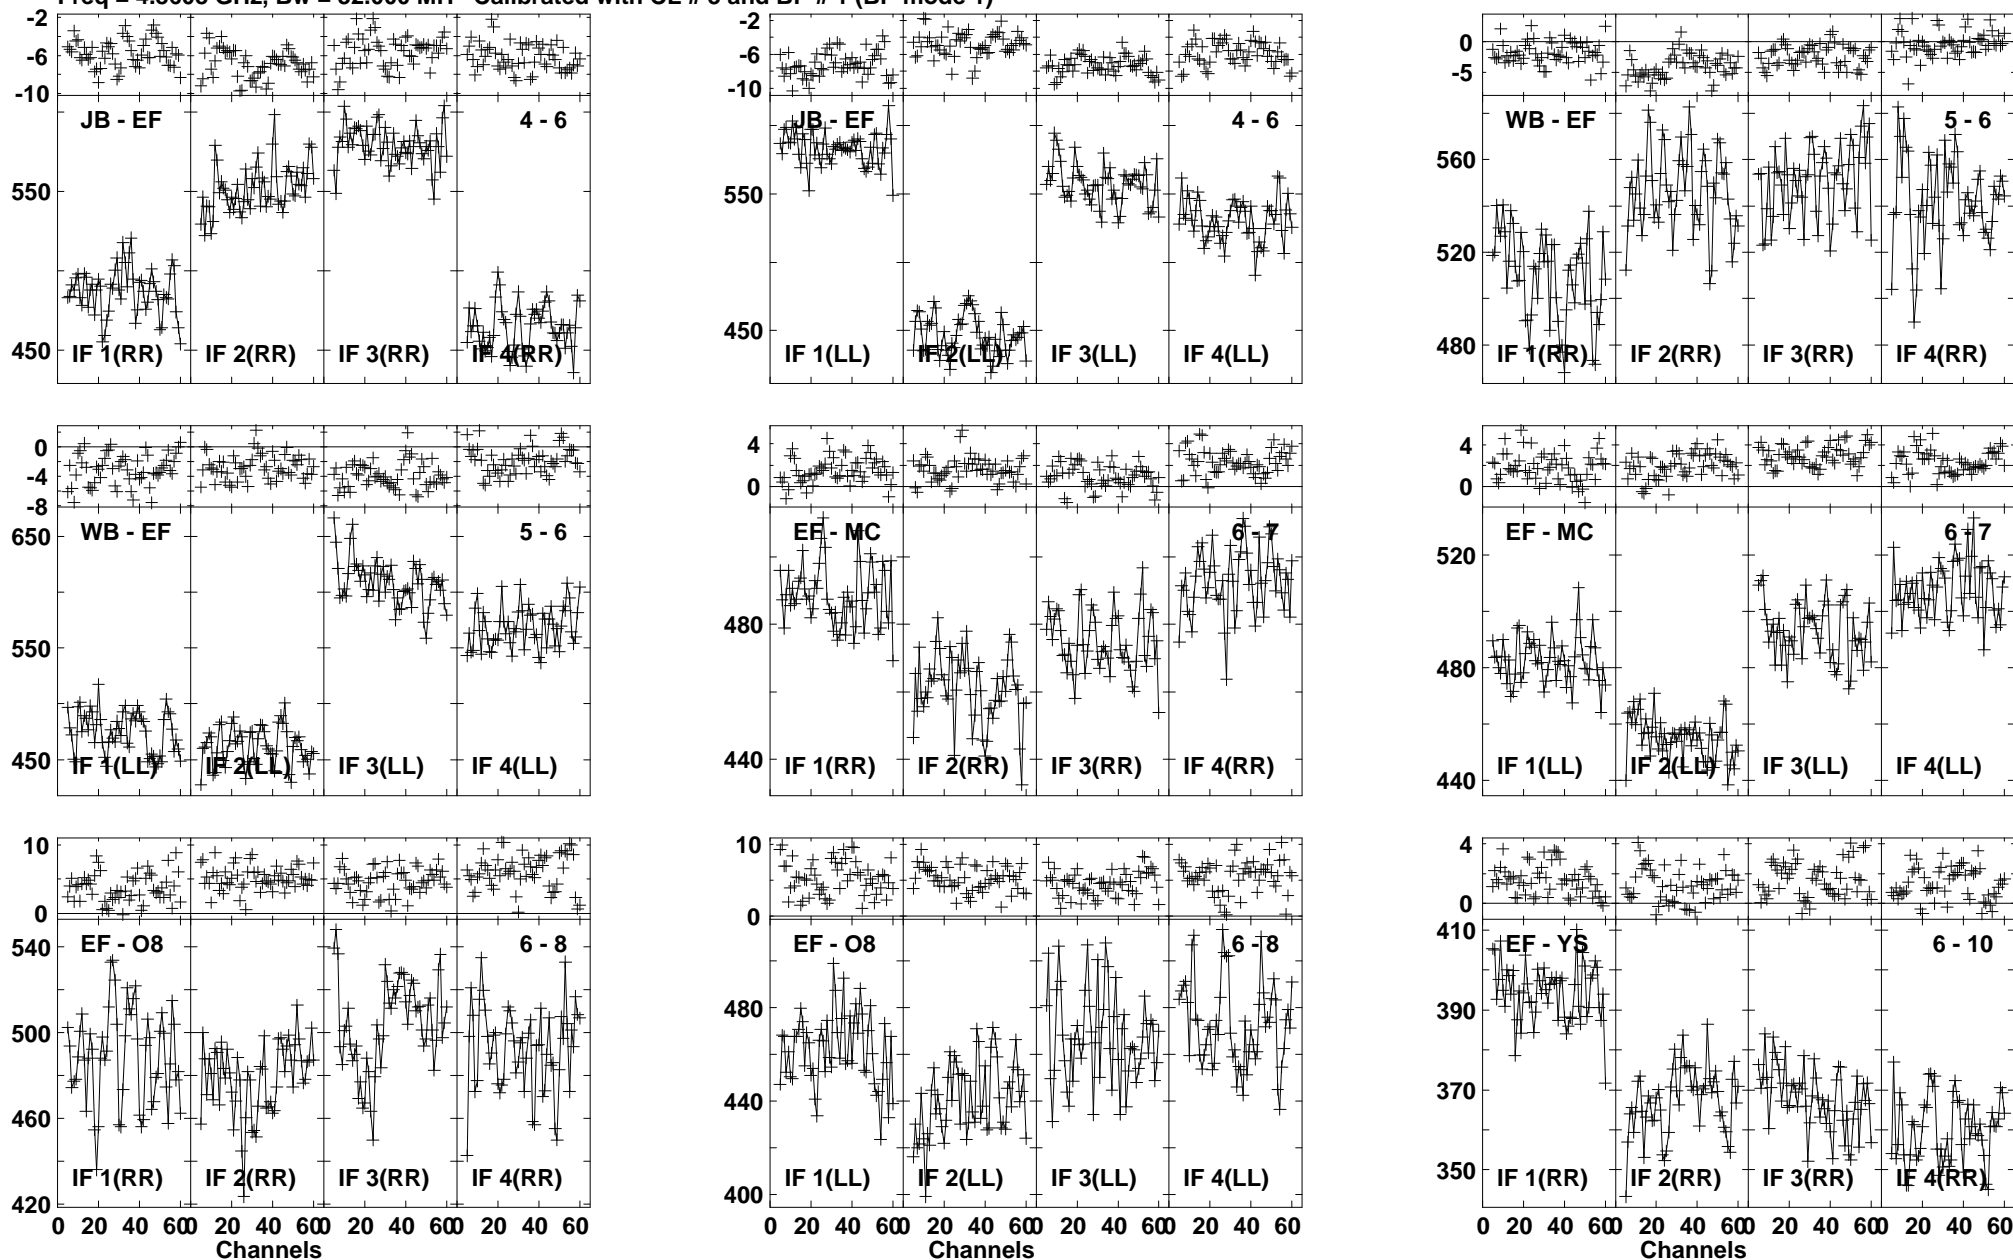 -2 -6 -10
JB - EF 4 - 6
550
450
IF 1(RR) IF 2(RR) IF 3(RR) IF 4(RR)
-2 -6 -10
JB - EF 4 - 6
550
450
IF 1(LL) IF 2(LL) IF 3(LL) IF 4(LL)
0 -5
WB - EF 5 - 6
560
520
480
IF 1(RR) IF 2(RR) IF 3(RR) IF 4(RR)
0 -4 -8
WB - EF 5 - 6
650
550
450
IF 1(LL) IF 2(LL) IF 3(LL) IF 4(LL)
4 0
EF - MC 6 - 7
480
440
IF 1(RR) IF 2(RR) IF 3(RR) IF 4(RR)
4 0
EF - MC 6 - 7
520
480
440
IF 1(LL) IF 2(LL) IF 3(LL) IF 4(LL)
10 0
EF - O8 6 - 8
540
500
460
420
IF 1(RR) IF 2(RR) IF 3(RR) IF 4(RR)
0 20 40 60 0 20 40 60 0 20 40 60 0 20 40 60
Channels
10 0
EF - O8 6 - 8
480
440
400
IF 1(LL) IF 2(LL) IF 3(LL) IF 4(LL)
0 20 40 60 0 20 40 60 0 20 40 60 0 20 40 60
Channels
4 0
EF - YS 6 - 10
410
390
370
350
IF 1(RR) IF 2(RR) IF 3(RR) IF 4(RR)
0 20 40 60 0 20 40 60 0 20 40 60 0 20 40 60
Channels